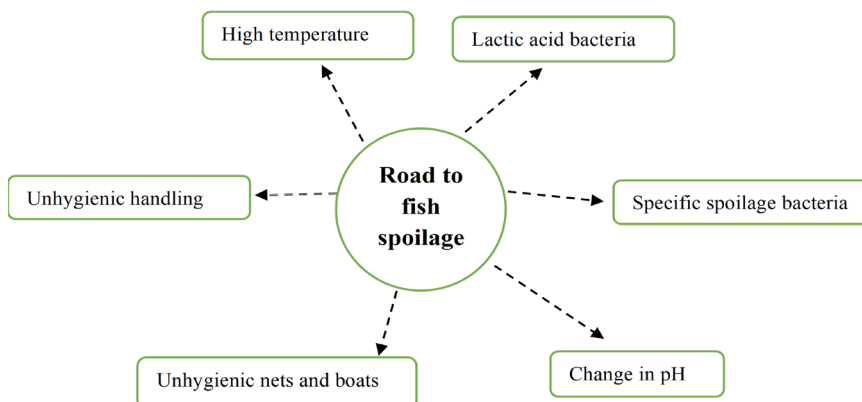 High temperature
Lactic acid bacteria
Road to
fish
spoilage
Unhygienic handling
Specific spoilage bacteria
Unhygienic nets and boats
Change in pH